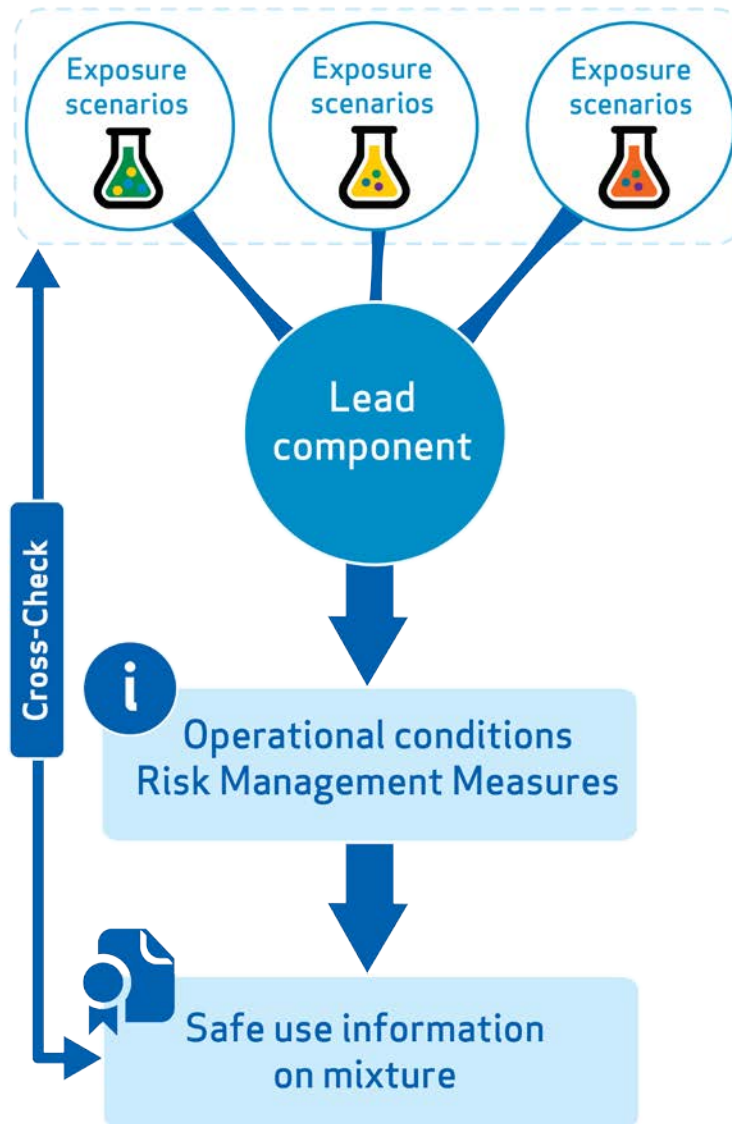 Exposure
scenarios
Exposure
scenarios
Exposure
scenarios
Lead
component
Cross-Check
i
Operational conditions
Risk Management Measures
Safe use information
on mixture